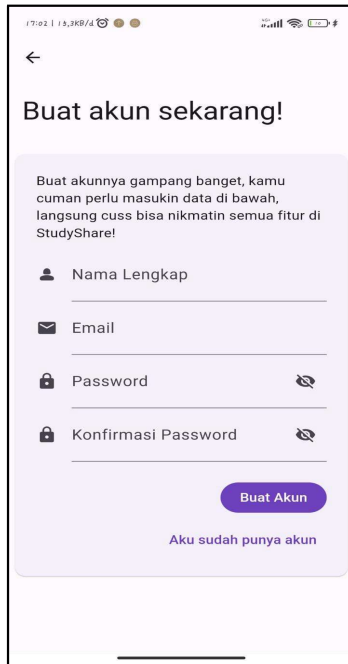 17:02 | 13,3KB/d
Buat akun sekarang!
Buat akunnya gampang banget, kamu
cuman perlu masukin data di bawah,
langsung cuss bisa nikmatin semua fitur di
StudyShare!
Nama Lengkap
Email
Password
Konfirmasi Password
Buat Akun
Aku sudah punya akun